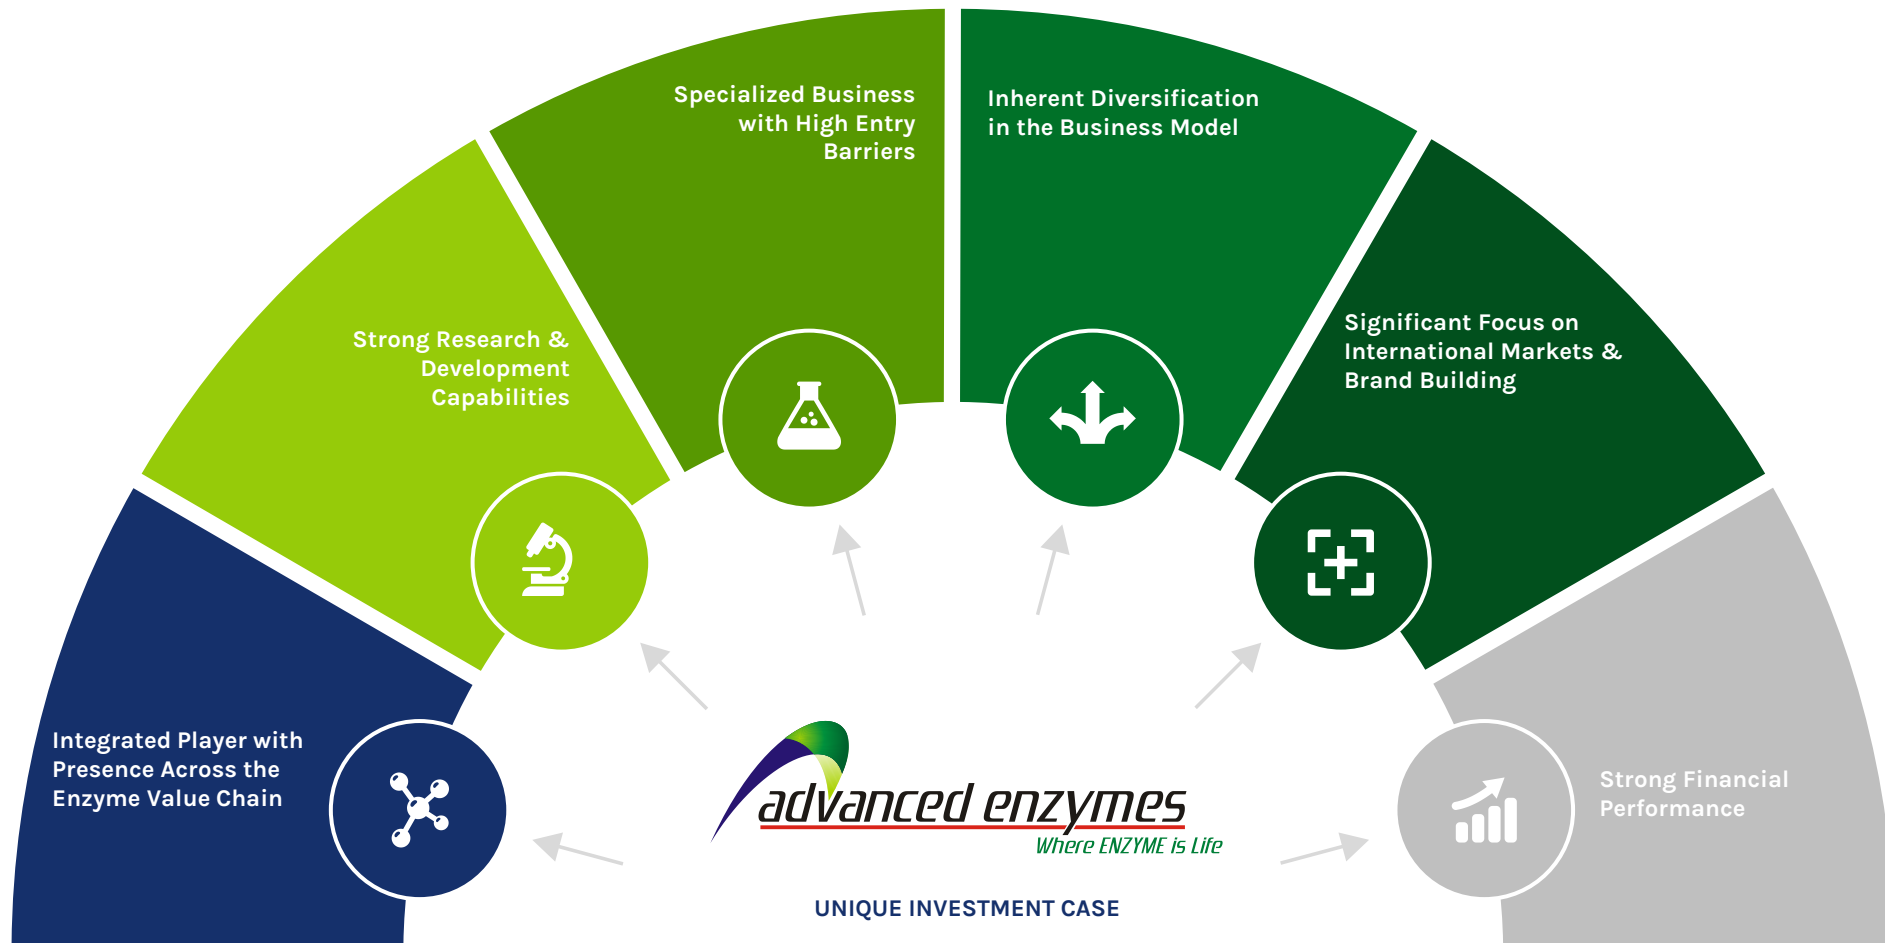 Specialized Business
with High Entry
Barriers
Inherent Diversification
in the Business Model
Strong Research &
Development
Capabilities
Significant Focus on
International Markets &
Brand Building
Integrated Player with
Presence Across the
Enzyme Value Chain
Strong Financial
Performance
advanced enzymes
Where ENZYME is Life
UNIQUE INVESTMENT CASE